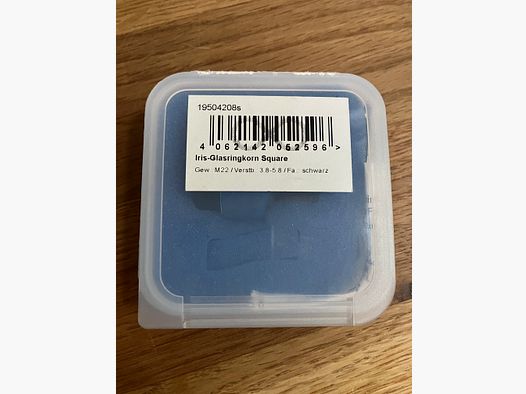 19504208s
4 062142 052596 >
Iris-Glasringkorn Square
Gew. M22 / Verstb. 3.8-5.8 / Fa.: schwarz